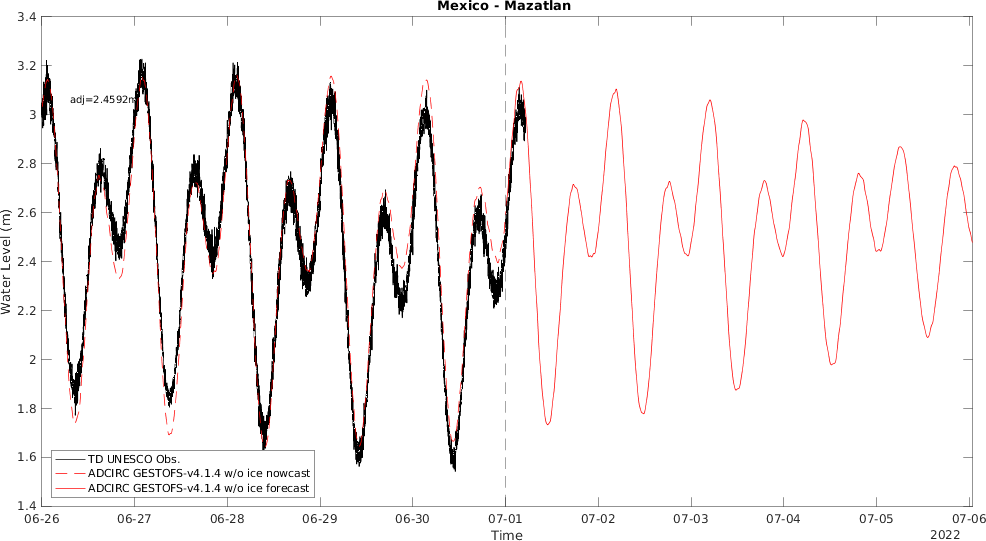 Mexico - Mazatlan
3.4
3.2
3
2.8
2.6
2.4
2.2
2
1.8
1.6
1.4
Water Level (m)
adj=2.4592m
TD UNESCO Obs.
ADCIRC GESTOFS-v4.1.4 w/o ice nowcast
ADCIRC GESTOFS-v4.1.4 w/o ice forecast
06-26 06-27 06-28 06-29 06-30 07-01 07-02 07-03 07-04 07-05 07-06
Time
2022